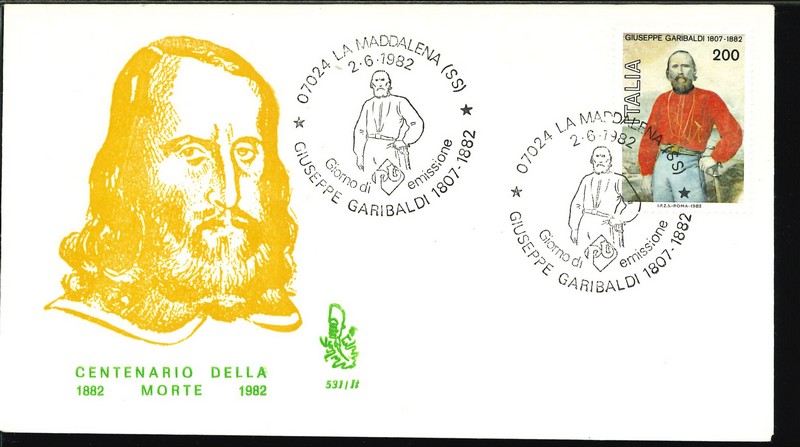 07024 LA MADDALENA (SS)
2-6-1982
Giorno di emissione
GIUSEPPE GARIBALDI 1807-1882
GIUSEPPE GARIBALDI 1807-1882
200
ITALIA
I.P.Z.S.-ROMA-1982
07024 LA MADDALENA (SS)
2-6-1982
Giorno di emissione
GIUSEPPE GARIBALDI 1807-1882
531/It
CENTENARIO DELLA
1882 MORTE 1982